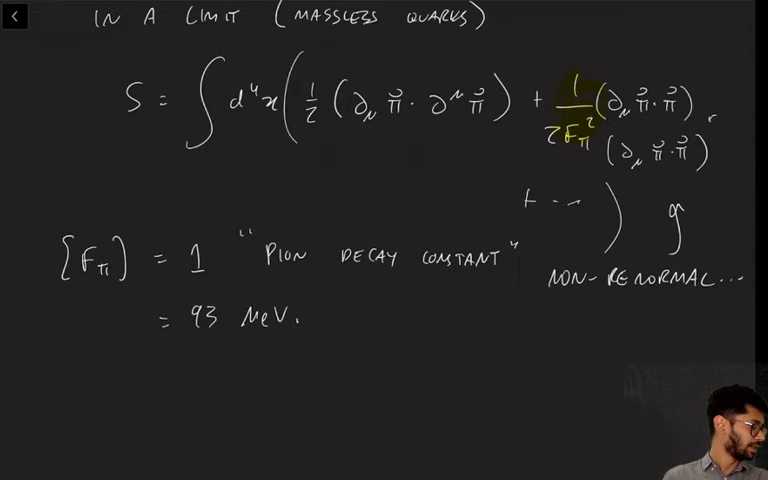 IN A LIMIT (MASSLESS QUARKS)
S = ∫ d⁴x ( 1/2 (∂_μ π⃗ · ∂^μ π⃗) + 1/2F_π² (∂_μ π⃗ · π⃗) ,
(∂_μ π⃗ · π⃗)
+ ... ) g
[F_π] = 1 "PION DECAY CONSTANT"
NON-RENORMAL...
= 93 MeV.